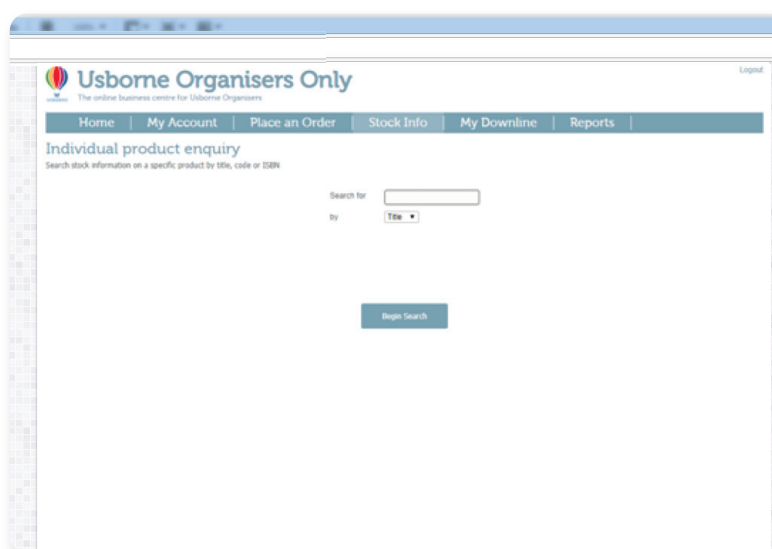 Logout
Usborne Organisers Only
The online business centre for Usborne Organisers
Home | My Account | Place an Order | Stock Info | My Downline | Reports |
Individual product enquiry
Search stock information on a specific product by title, code or ISBN
Search for
by Title
Begin Search